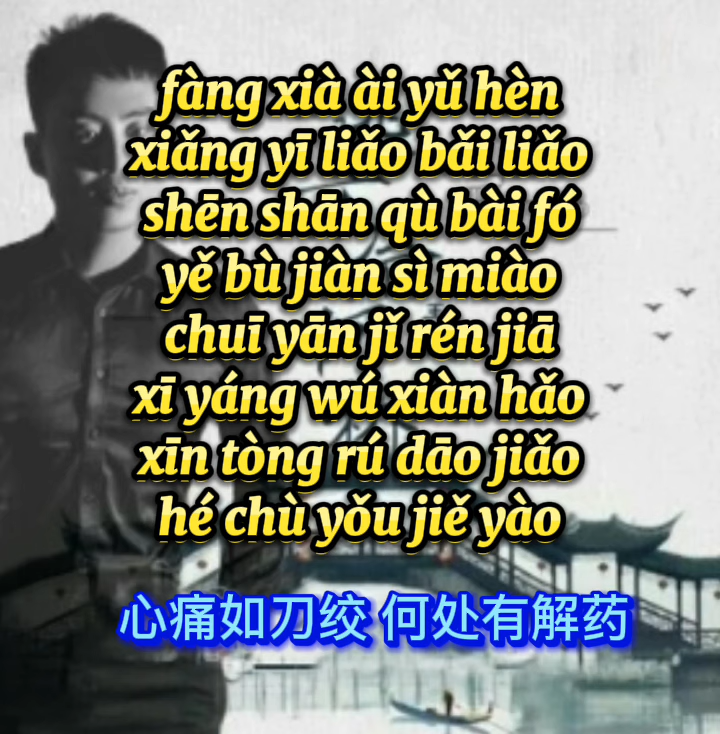 fàng xià ài yǔ hèn
xiǎng yī liǎo bǎi liǎo
shēn shān qù bài fó
yě bù jiàn sì miào
chuī yān jǐ rén jiā
xī yáng wú xiàn hǎo
xīn tòng rú dāo jiǎo
hé chù yǒu jiě yào
心痛如刀绞 何处有解药